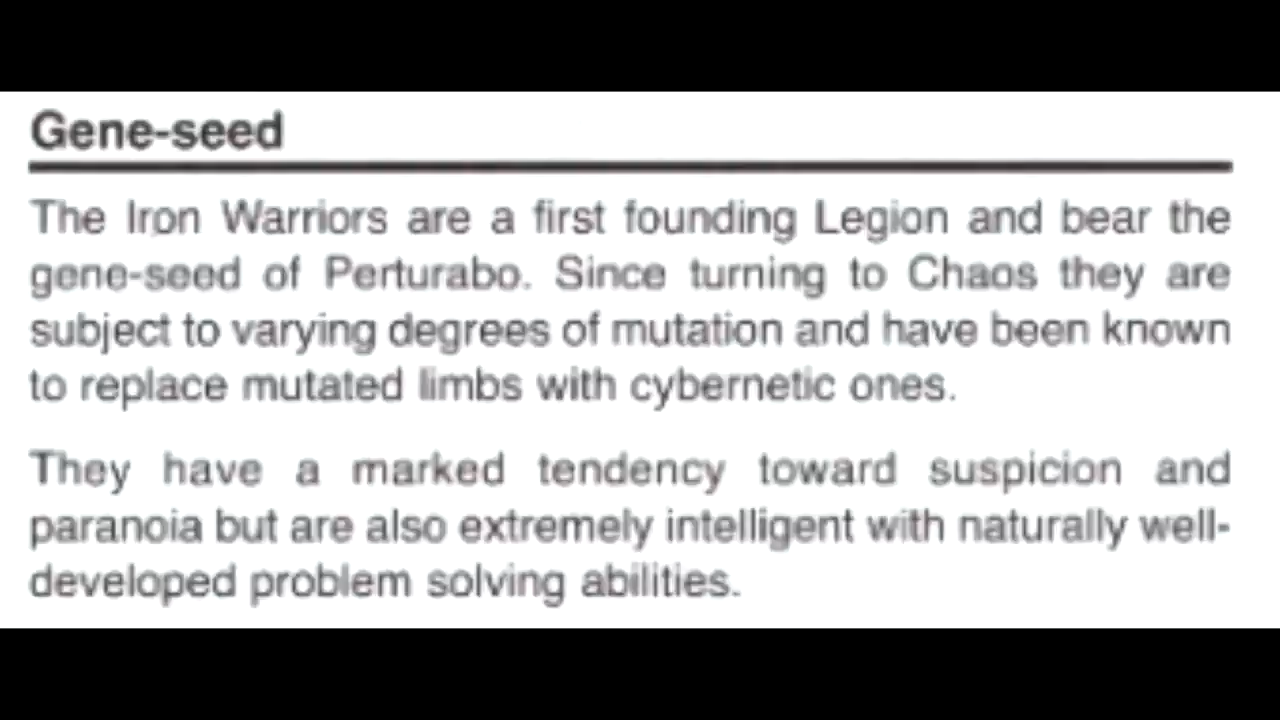 Gene-seed
The Iron Warriors are a first founding Legion and bear the
gene-seed of Perturabo. Since turning to Chaos they are
subject to varying degrees of mutation and have been known
to replace mutated limbs with cybernetic ones.
They have a marked tendency toward suspicion and
paranoia but are also extremely intelligent with naturally well-
developed problem solving abilities.